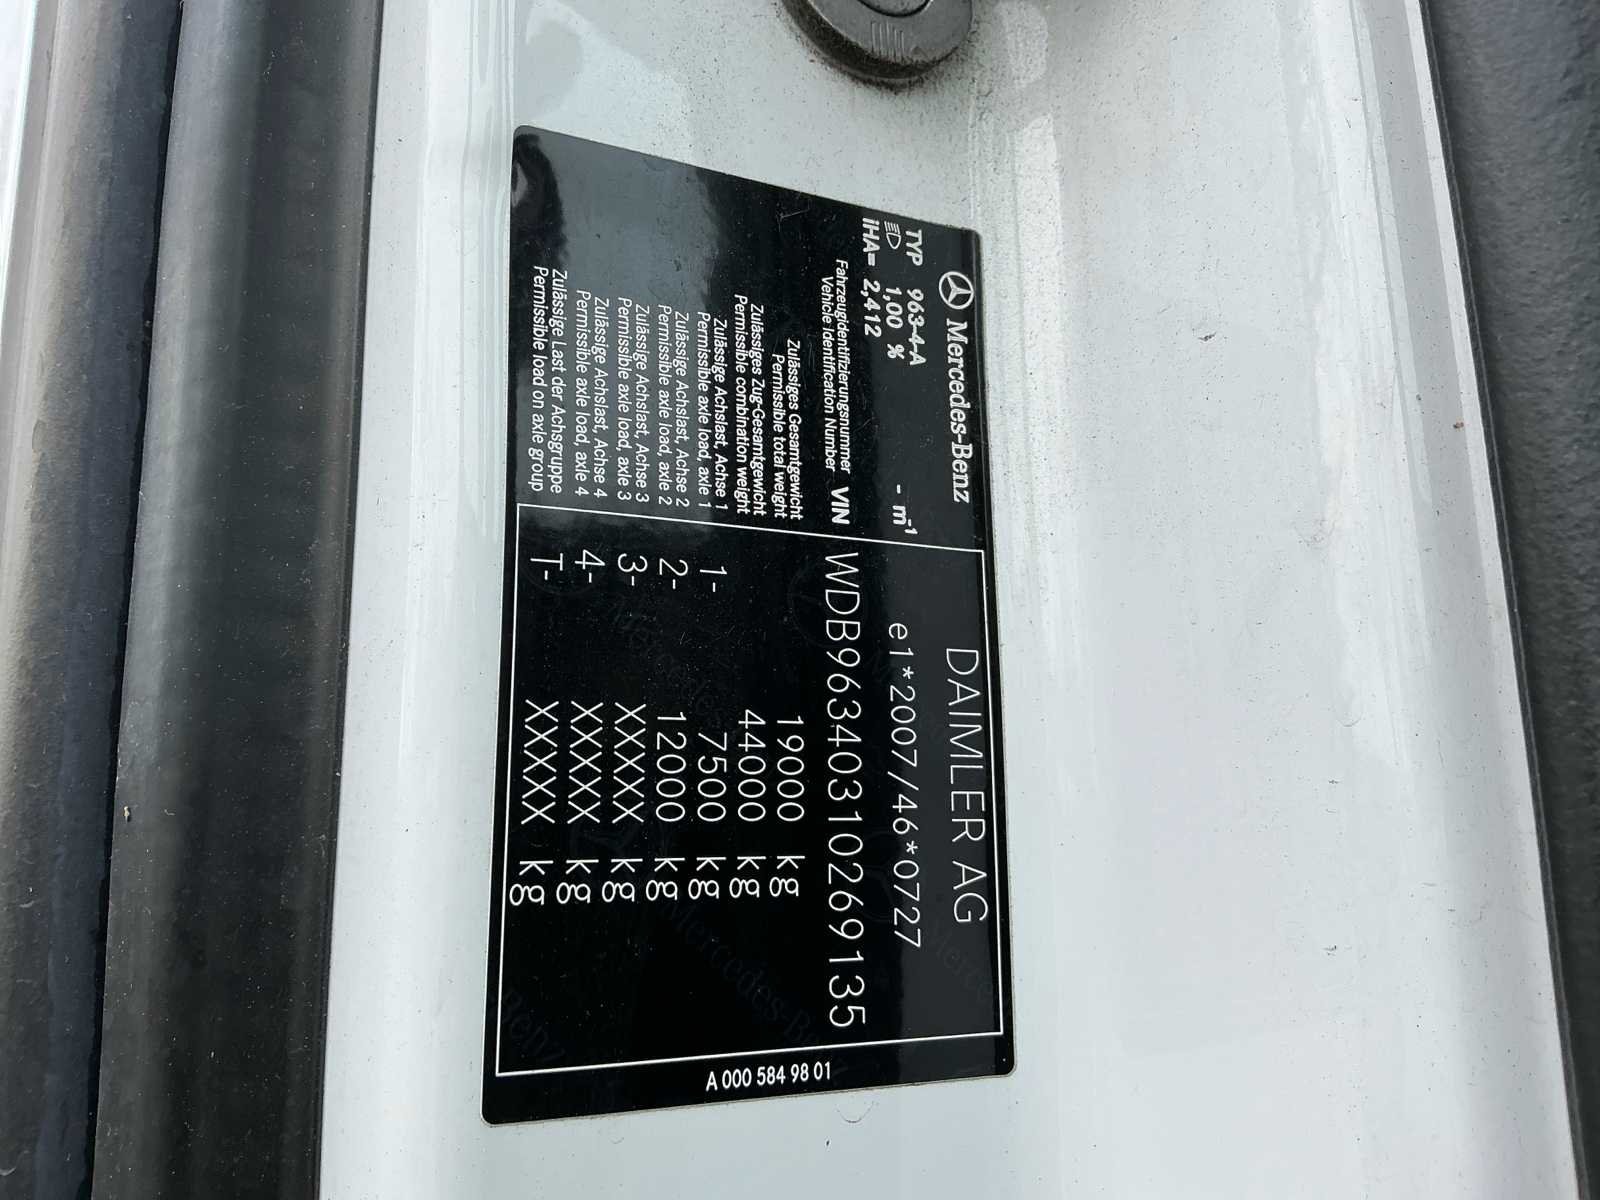 Mercedes-Benz
DAIMLER AG
TYP 963-4-A
1,00 % - m-1 e1*2007/46*0727
iHA= 2,412
Fahrzeugidentifizierungsnummer
Vehicle Identification Number VIN WDB96340310269135
Zulässiges Gesamtgewicht
Permissible total weight 19000 kg
Zulässiges Zug-Gesamtgewicht
Permissible combination weight 44000 kg
Zulässige Achslast, Achse 1
Permissible axle load, axle 1 1- 7500 kg
Zulässige Achslast, Achse 2
Permissible axle load, axle 2 2- 12000 kg
Zulässige Achslast, Achse 3
Permissible axle load, axle 3 3- XXXXX kg
Zulässige Achslast, Achse 4
Permissible axle load, axle 4 4- XXXXX kg
Zulässige Last der Achsgruppe
Permissible load on axle group T- XXXXX kg
A 000 584 98 01